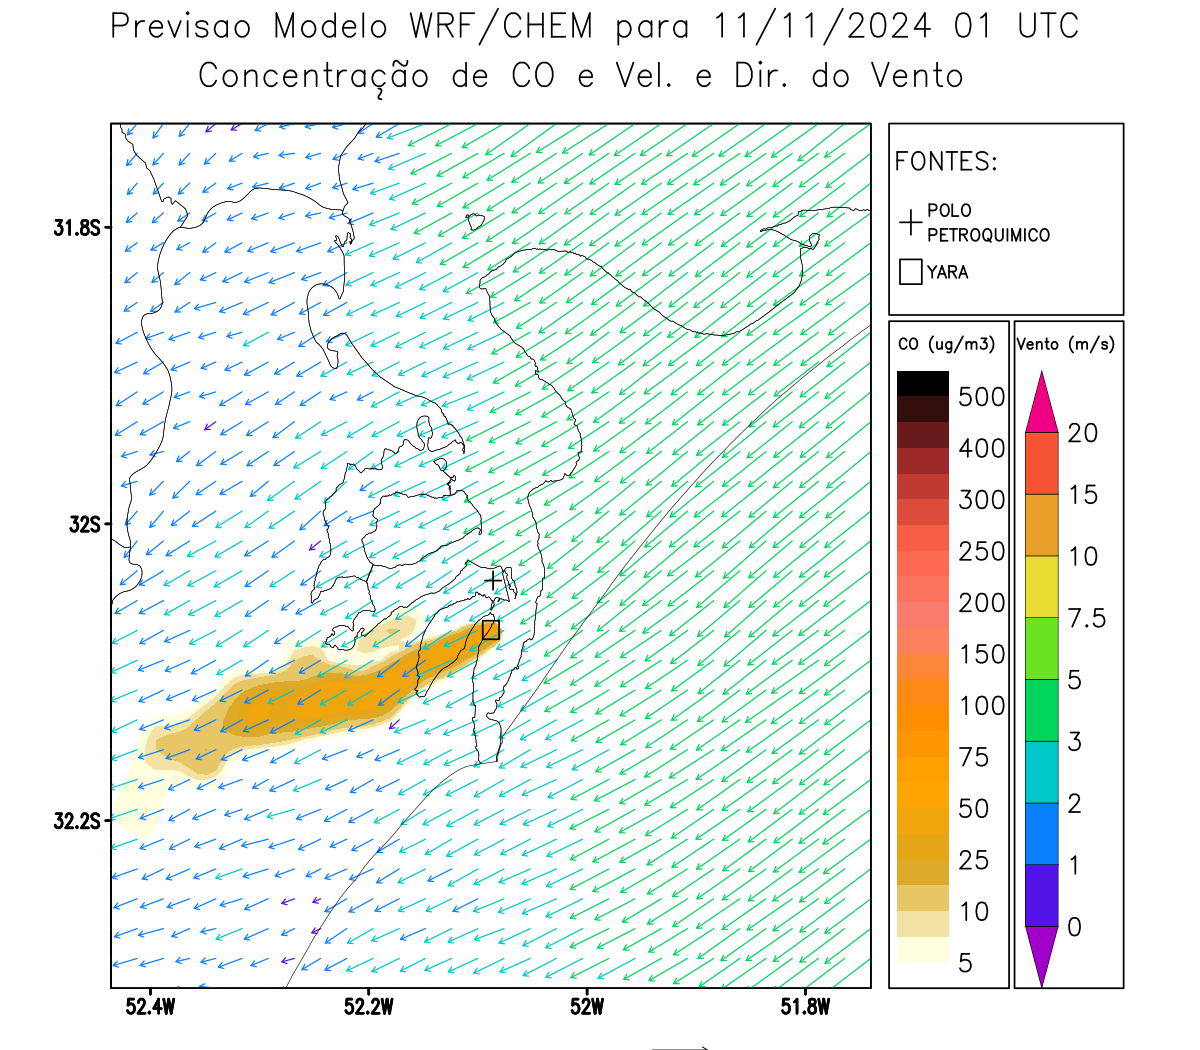 Previsao Modelo WRF/CHEM para 11/11/2024 01 UTC
Concentração de CO e Vel. e Dir. do Vento
FONTES:
POLO
PETROQUIMICO
YARA
CO (ug/m3)
500
400
300
250
200
150
100
75
50
25
10
5
Vento (m/s)
20
15
10
7.5
5
3
2
1
0
31.8S
32S
32.2S
52.4W
52.2W
52W
51.8W